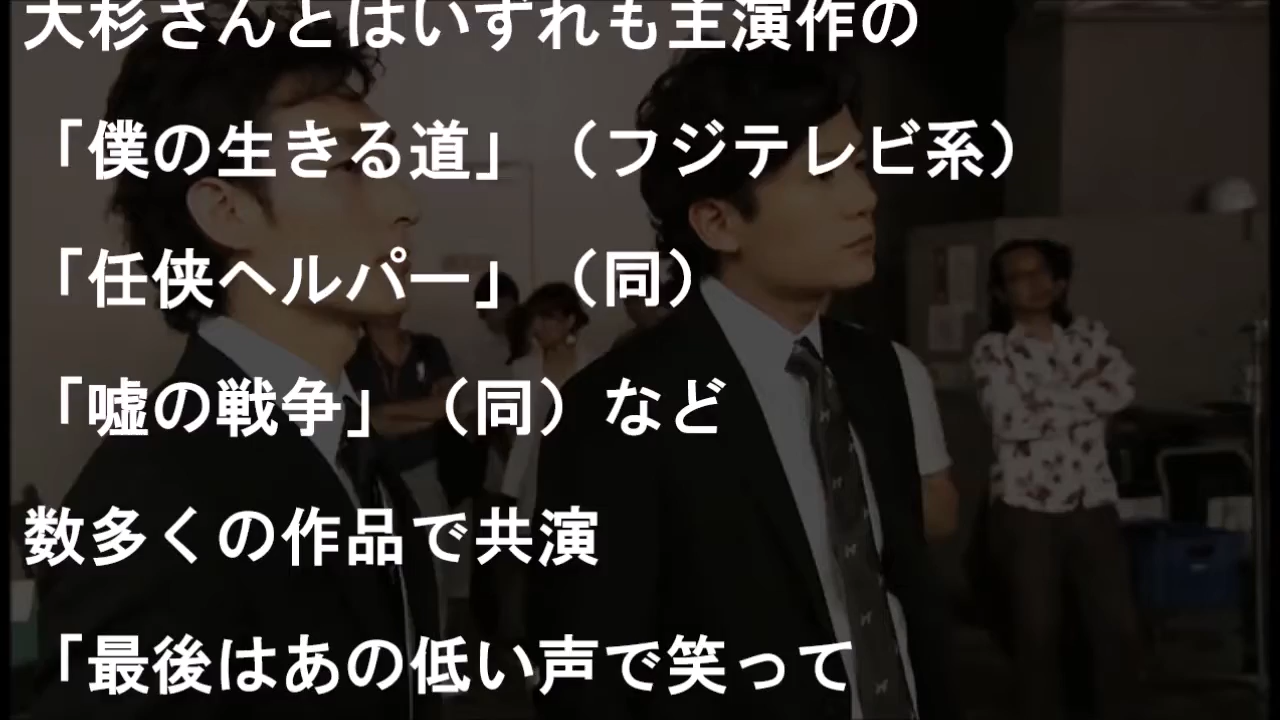 大杉さんとはいずれも主演作の
「僕の生きる道」（フジテレビ系）
「任侠ヘルパー」（同）
「嘘の戦争」（同）など
数多くの作品で共演
「最後はあの低い声で笑って